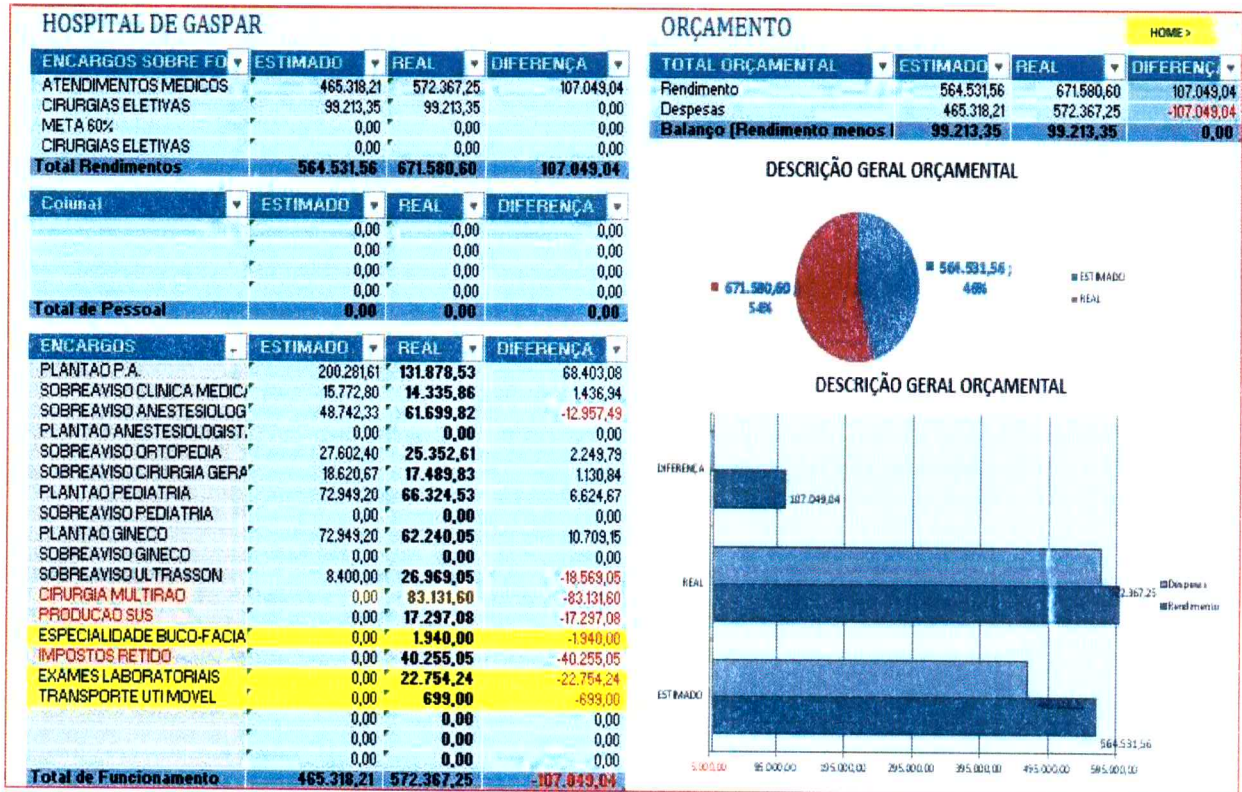 HOSPITAL DE GASPAR
ENCARGOS SOBRE FO ESTIMADO REAL DIFERENÇA
ATENDIMENTOS MEDICOS 465.318,21 572.367,25 107.049,04
CIRURGIAS ELETIVAS 99.213,35 99.213,35 0,00
META 60% 0,00 0,00 0,00
CIRURGIAS ELETIVAS 0,00 0,00 0,00
Total Rendimentos 564.531,56 671.580,60 107.049,04
Coluna1 ESTIMADO REAL DIFERENÇA
0,00 0,00 0,00
0,00 0,00 0,00
0,00 0,00 0,00
0,00 0,00 0,00
Total de Pessoal 0,00 0,00 0,00
ENCARGOS ESTIMADO REAL DIFERENÇA
PLANTAO P.A. 200.281,61 131.878,53 68.403,08
SOBREAVISO CLINICA MEDICA 15.772,80 14.335,86 1.436,94
SOBREAVISO ANESTESIOLOG 48.742,33 61.699,82 -12.957,49
PLANTAO ANESTESIOLOGIST. 0,00 0,00 0,00
SOBREAVISO ORTOPEDIA 27.602,40 25.352,61 2.249,79
SOBREAVISO CIRURGIA GERA 18.620,67 17.489,83 1.130,84
PLANTAO PEDIATRIA 72.949,20 66.324,53 6.624,67
SOBREAVISO PEDIATRIA 0,00 0,00 0,00
PLANTAO GINECO 72.949,20 62.240,05 10.709,15
SOBREAVISO GINECO 0,00 0,00 0,00
SOBREAVISO ULTRASSON 8.400,00 26.969,05 -18.569,05
CIRURGIA MULTIRAO 0,00 83.131,60 -83.131,60
PRODUCAO SUS 0,00 17.297,08 -17.297,08
ESPECIALIDADE BUCO-FACIA 0,00 1.940,00 -1.940,00
IMPOSTOS RETIDO 0,00 40.255,05 -40.255,05
EXAMES LABORATORIAIS 0,00 22.754,24 -22.754,24
TRANSPORTE UTI MOVEL 0,00 699,00 -699,00
0,00 0,00 0,00
0,00 0,00 0,00
0,00 0,00 0,00
Total de Funcionamento 465.318,21 572.367,25 -107.049,04
ORÇAMENTO
HOME >
TOTAL ORÇAMENTAL ESTIMADO REAL DIFERENÇA
Rendimento 564.531,56 671.580,60 107.049,04
Despesas 465.318,21 572.367,25 -107.049,04
Balanço (Rendimento menos 99.213,35 99.213,35 0,00
DESCRIÇÃO GERAL ORÇAMENTAL
564.531,56 ;
46%
671.580,60 ;
54%
ESTIMADO
REAL
DESCRIÇÃO GERAL ORÇAMENTAL
DIFERENÇA
107.049,04
REAL
Despesas
Rendimento
ESTIMADO
564.531,56
95.000,00 195.000,00 295.000,00 395.000,00 495.000,00 595.000,00